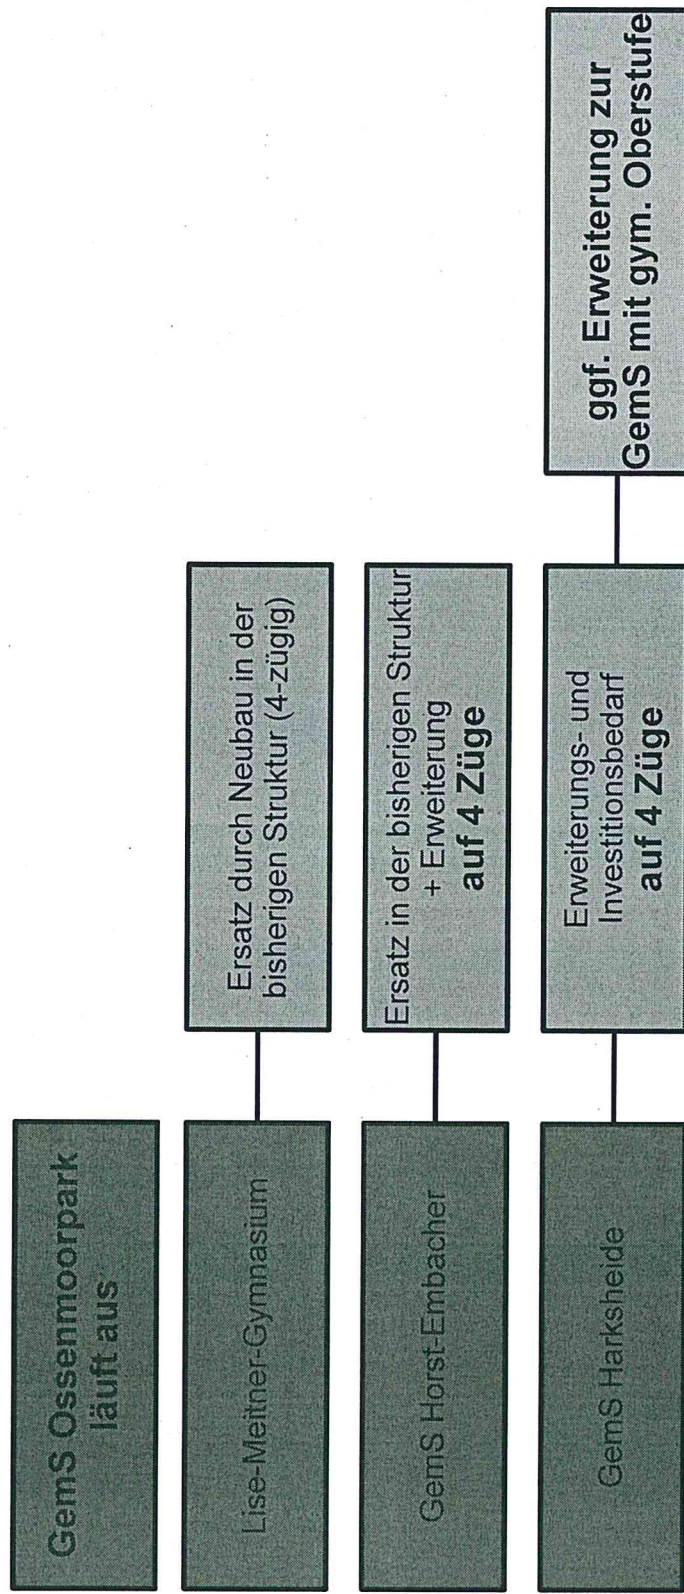 GemS Ossenmoorpark
läuft aus
Lise-Meitner-Gymnasium
Ersatz durch Neubau in der
bisherigen Struktur (4-zügig)
GemS Horst-Embacher
Ersatz in der bisherigen Struktur
+ Erweiterung
auf 4 Züge
GemS Harksheide
Erweiterungs- und
Investitionsbedarf
auf 4 Züge
ggf. Erweiterung zur
GemS mit gym. Oberstufe